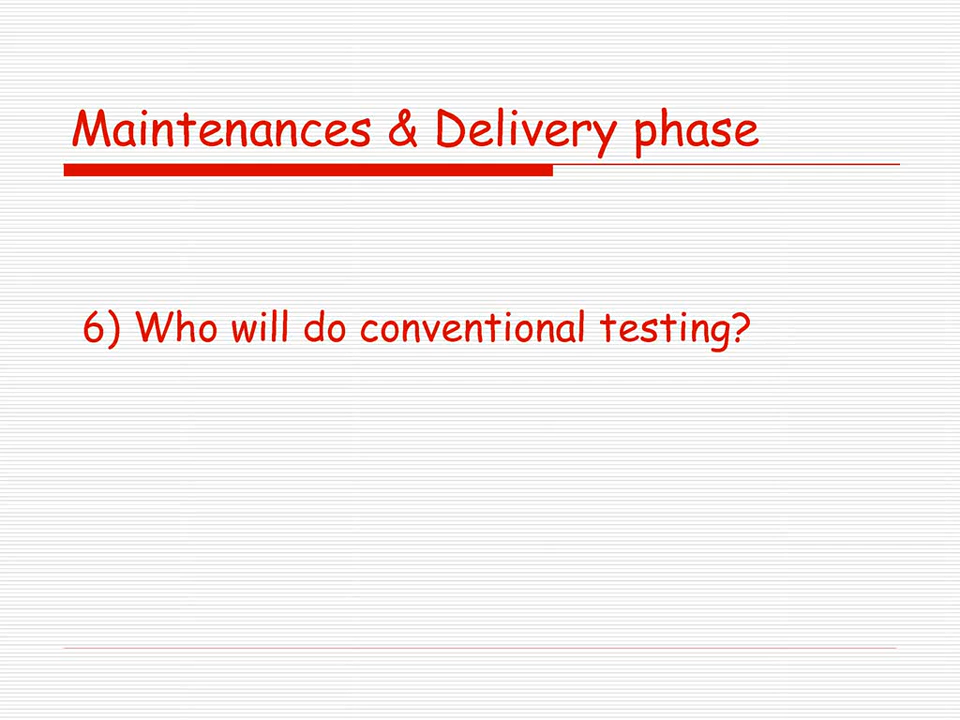 Maintenances & Delivery phase
6) Who will do conventional testing?